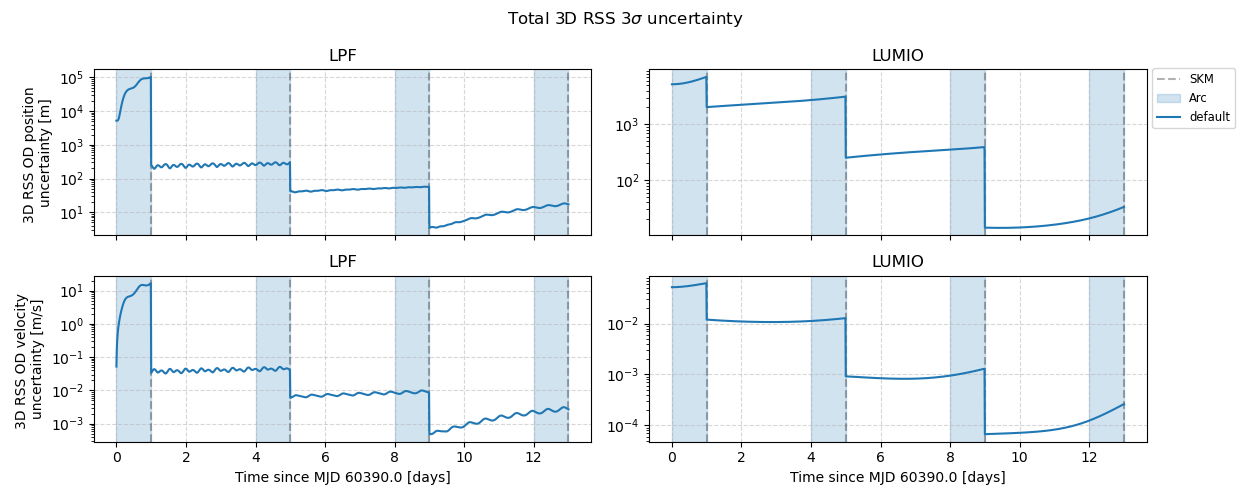 Total 3D RSS 3σ uncertainty
LPF
LUMIO
3D RSS OD position
uncertainty [m]
10⁵
10⁴
10³
10²
10¹
10³
10²
SKM
Arc
default
LPF
LUMIO
3D RSS OD velocity
uncertainty [m/s]
10¹
10⁰
10⁻¹
10⁻²
10⁻³
10⁻²
10⁻³
10⁻⁴
0 2 4 6 8 10 12
0 2 4 6 8 10 12
Time since MJD 60390.0 [days]
Time since MJD 60390.0 [days]